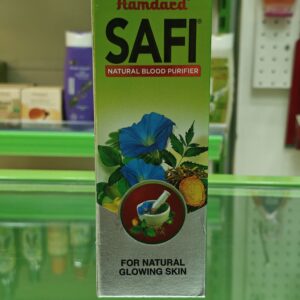 Hamdard
SAFI®
NATURAL BLOOD PURIFIER
FOR NATURAL
GLOWING SKIN